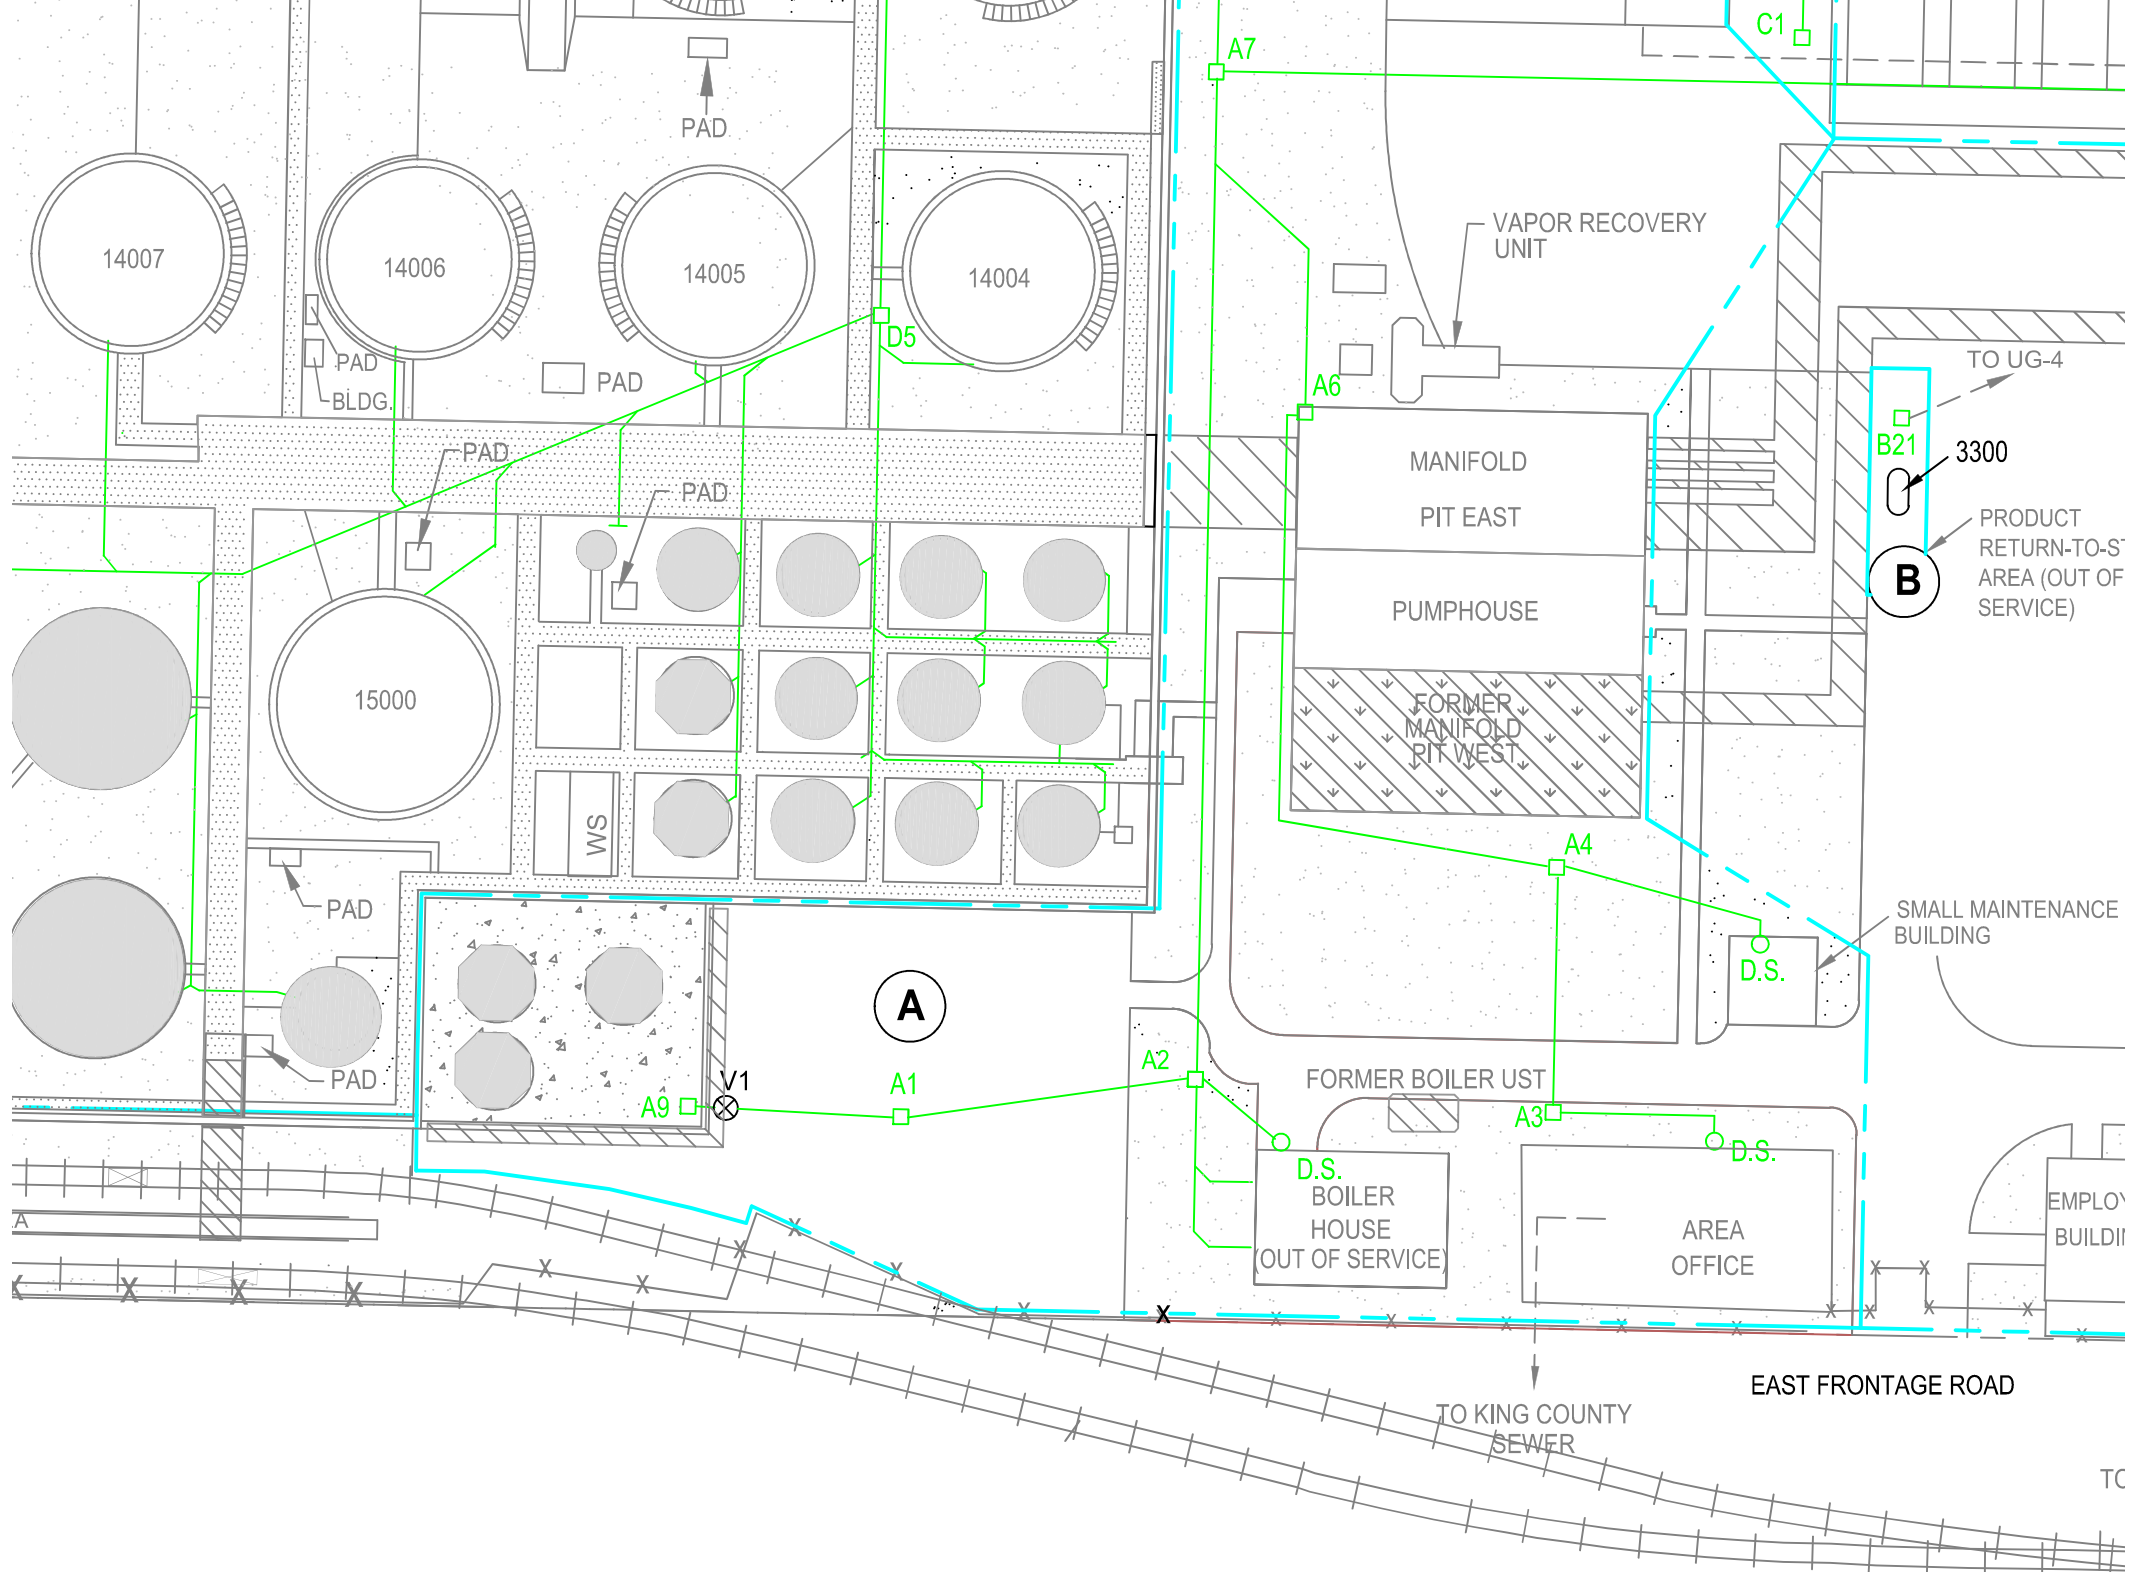 C1
A7
PAD
VAPOR RECOVERY
UNIT
14007
14006
14005
14004
D5
PAD
BLDG.
PAD
A6
TO UG-4
B21
3300
PAD
PAD
MANIFOLD
PIT EAST
PRODUCT
RETURN-TO-S
AREA (OUT OF
SERVICE)
B
PUMPHOUSE
15000
FORMER
MANIFOLD
PIT WEST
WS
A4
PAD
SMALL MAINTENANCE
BUILDING
D.S.
A
PAD
V1
A9
A1
A2
FORMER BOILER UST
A3
D.S.
D.S.
BOILER
HOUSE
(OUT OF SERVICE)
AREA
OFFICE
EMPLOY
BUILDI
A
X X X X X X X X X X X X X X X X X X X X X X X X
EAST FRONTAGE ROAD
TO KING COUNTY
SEWER
TO